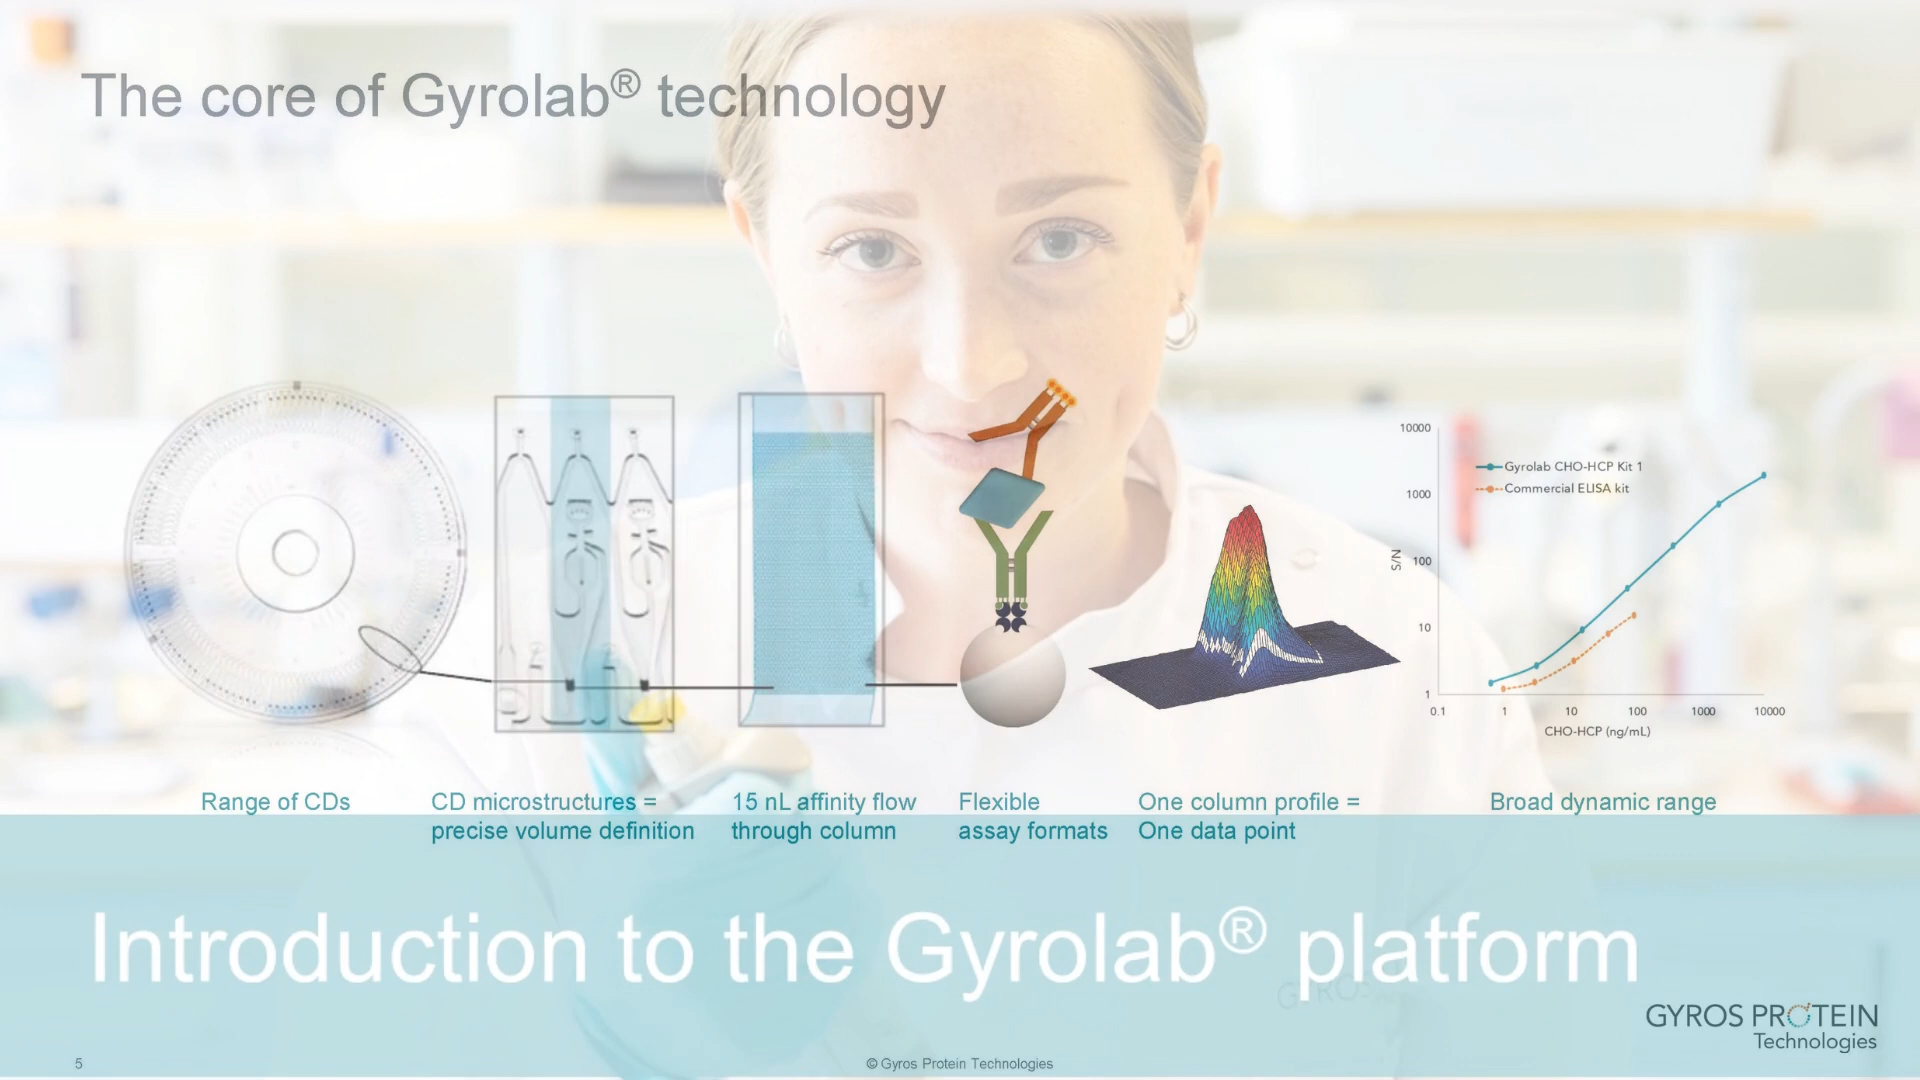 The core of Gyrolab® technology
10000
1000
100
10
1
S/N
Gyrolab CHO-HCP Kit 1
Commercial ELISA kit
0.1 1 10 100 1000 10000
CHO-HCP (ng/mL)
Range of CDs
CD microstructures =
precise volume definition
15 nL affinity flow
through column
Flexible
assay formats
One column profile =
One data point
Broad dynamic range
Introduction to the Gyrolab® platform
GYROS
GYROS PROTEIN
Technologies
5
© Gyros Protein Technologies